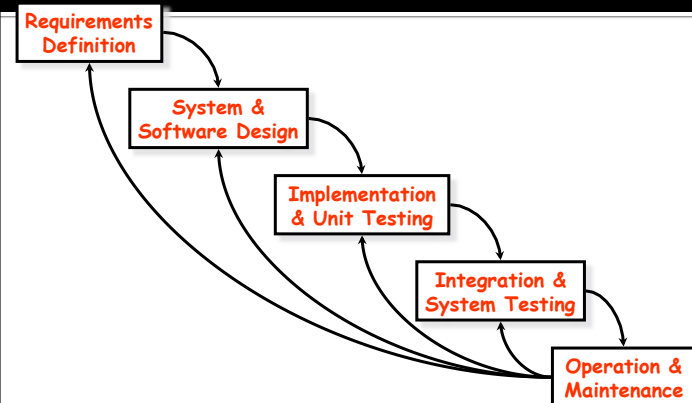 Requirements
Definition
System &
Software Design
Implementation
& Unit Testing
Integration &
System Testing
Operation &
Maintenance